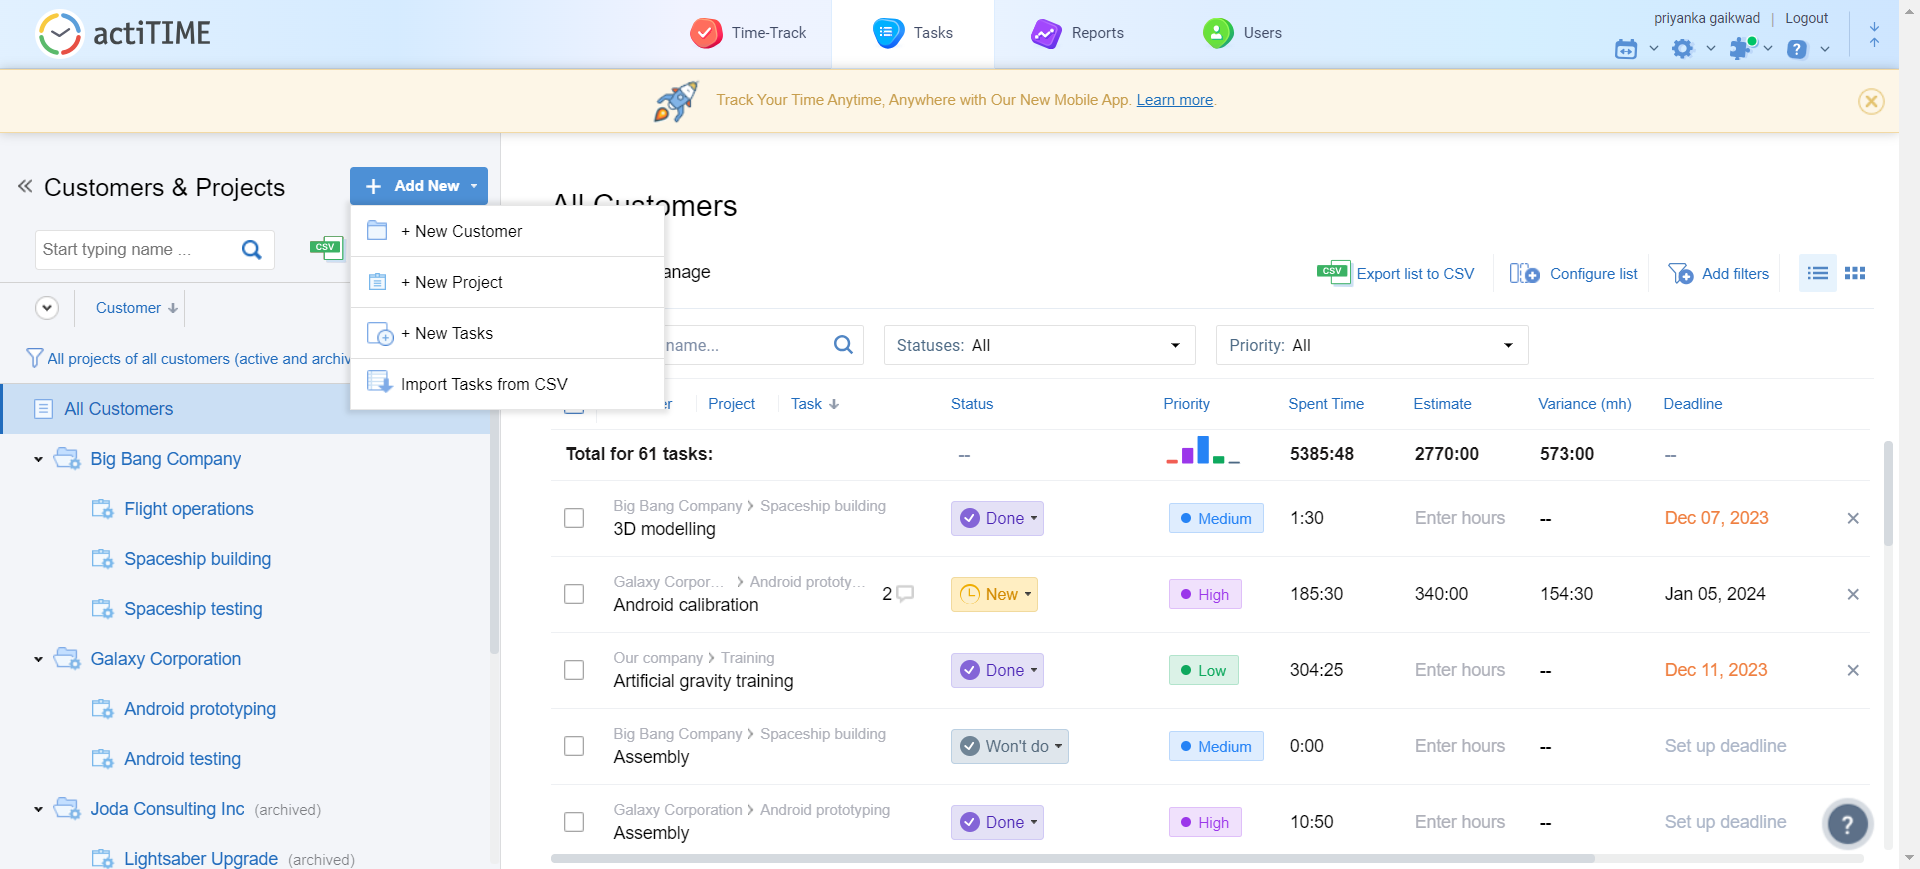 actiTIME
Time-Track
Tasks
Reports
Users
priyanka gaikwad | Logout
Track Your Time Anytime, Anywhere with Our New Mobile App. Learn more.
Customers & Projects
Add New
Start typing name ...
CSV
+ New Customer
+ New Project
+ New Tasks
Import Tasks from CSV
Customer
All projects of all customers (active and archiv
All Customers
Big Bang Company
Flight operations
Spaceship building
Spaceship testing
Galaxy Corporation
Android prototyping
Android testing
Joda Consulting Inc (archived)
Lightsaber Upgrade (archived)
All Customers
anage
CSV Export list to CSV
Configure list
Add filters
name...
Statuses: All
Priority: All
er Project Task Status Priority Spent Time Estimate Variance (mh) Deadline
Total for 61 tasks: -- 5385:48 2770:00 573:00 --
Big Bang Company > Spaceship building
3D modelling Done Medium 1:30 Enter hours -- Dec 07, 2023
Galaxy Corpor... > Android prototy...
Android calibration 2 New High 185:30 340:00 154:30 Jan 05, 2024
Our company > Training
Artificial gravity training Done Low 304:25 Enter hours -- Dec 11, 2023
Big Bang Company > Spaceship building
Assembly Won't do Medium 0:00 Enter hours -- Set up deadline
Galaxy Corporation > Android prototyping
Assembly Done High 10:50 Enter hours -- Set up deadline
?